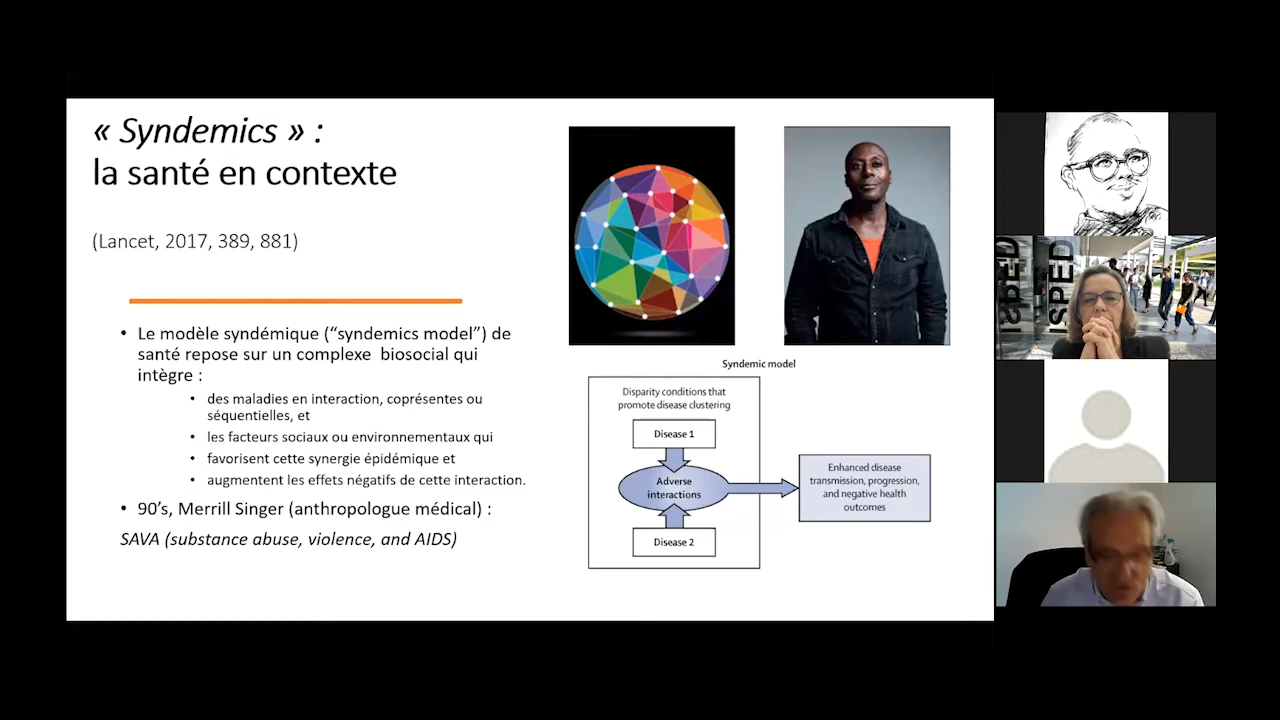 « Syndemics » :
la santé en contexte
(Lancet, 2017, 389, 881)
• Le modèle syndémique (“syndemics model”) de
santé repose sur un complexe biosocial qui
intègre :
• des maladies en interaction, coprésentes ou
séquentielles, et
• les facteurs sociaux ou environnementaux qui
• favorisent cette synergie épidémique et
• augmentent les effets négatifs de cette interaction.
• 90’s, Merrill Singer (anthropologue médical) :
SAVA (substance abuse, violence, and AIDS)
Syndemic model
Disparity conditions that
promote disease clustering
Disease 1
Adverse
interactions
Disease 2
Enhanced disease
transmission, progression,
and negative health
outcomes
ISPED
ISPED